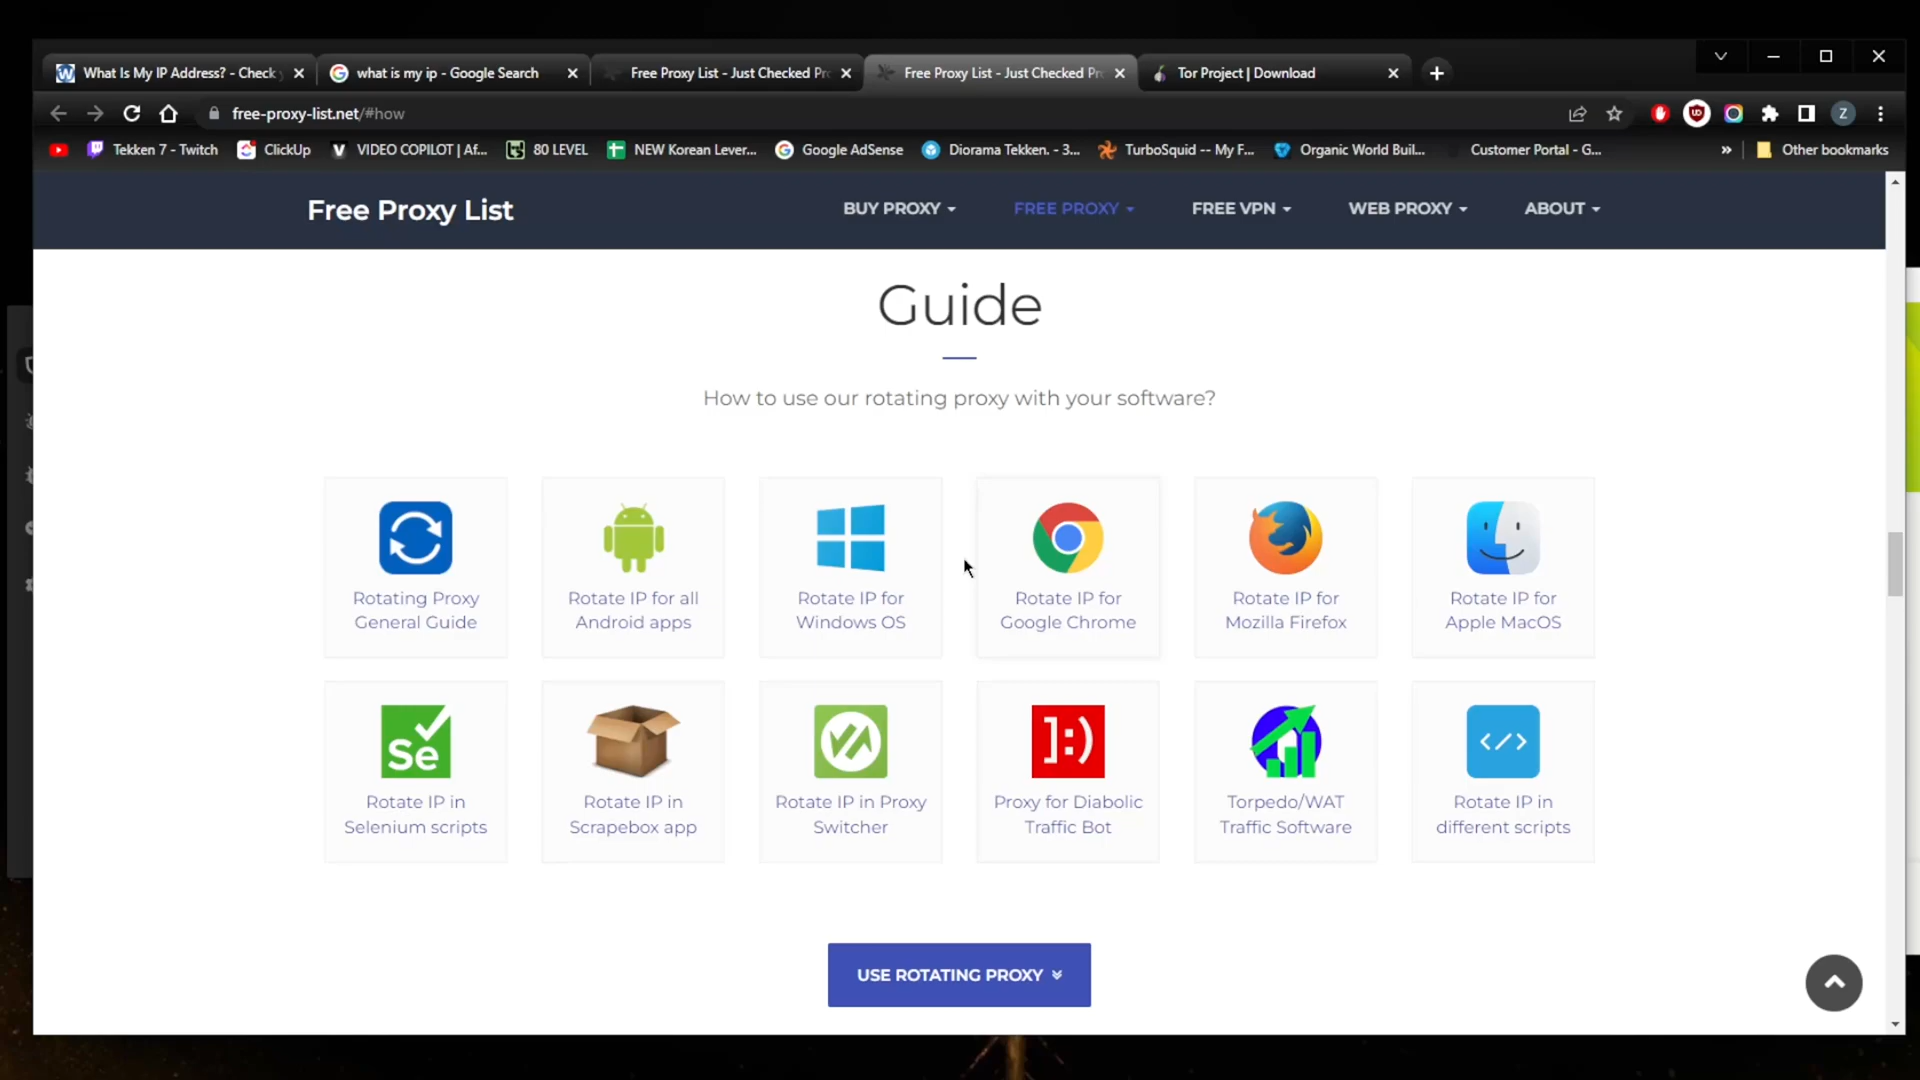 What Is My IP Address? - Check
what is my ip - Google Search
Free Proxy List - Just Checked Pr
Free Proxy List - Just Checked Pr
Tor Project | Download
free-proxy-list.net/#how
Z
Tekken 7 - Twitch
ClickUp
VIDEO COPILOT | Af...
80 LEVEL
NEW Korean Lever...
Google AdSense
Diorama Tekken. - 3...
TurboSquid -- My F...
Organic World Buil...
Customer Portal - G...
»
Other bookmarks
Free Proxy List
BUY PROXY
FREE PROXY
FREE VPN
WEB PROXY
ABOUT
Guide
How to use our rotating proxy with your software?
Rotating Proxy
General Guide
Rotate IP for all
Android apps
Rotate IP for
Windows OS
Rotate IP for
Google Chrome
Rotate IP for
Mozilla Firefox
Rotate IP for
Apple MacOS
Se
Rotate IP in
Selenium scripts
Rotate IP in
Scrapebox app
Rotate IP in Proxy
Switcher
]:)
Proxy for Diabolic
Traffic Bot
Torpedo/WAT
Traffic Software
</>
Rotate IP in
different scripts
USE ROTATING PROXY